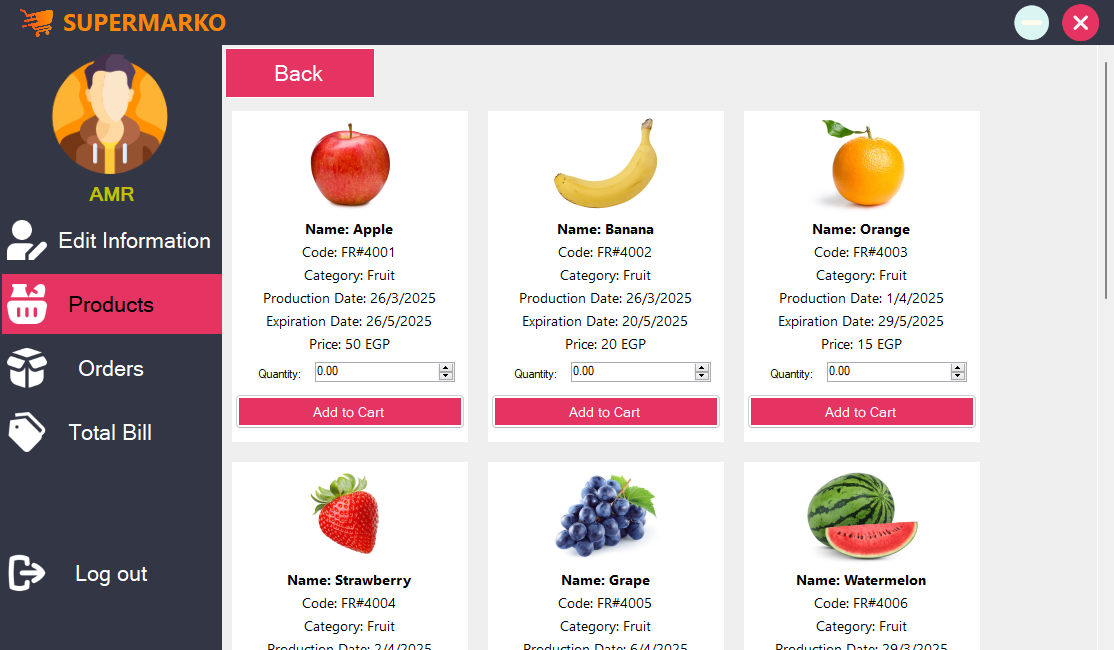 SUPERMARKO
AMR
Edit Information
Products
Orders
Total Bill
Log out
Back
Name: Apple
Code: FR#4001
Category: Fruit
Production Date: 26/3/2025
Expiration Date: 26/5/2025
Price: 50 EGP
Quantity: 0.00
Add to Cart
Name: Banana
Code: FR#4002
Category: Fruit
Production Date: 26/3/2025
Expiration Date: 20/5/2025
Price: 20 EGP
Quantity: 0.00
Add to Cart
Name: Orange
Code: FR#4003
Category: Fruit
Production Date: 1/4/2025
Expiration Date: 29/5/2025
Price: 15 EGP
Quantity: 0.00
Add to Cart
Name: Strawberry
Code: FR#4004
Category: Fruit
Production Date: 2/4/2025
Name: Grape
Code: FR#4005
Category: Fruit
Production Date: 6/4/2025
Name: Watermelon
Code: FR#4006
Category: Fruit
Production Date: 29/3/2025